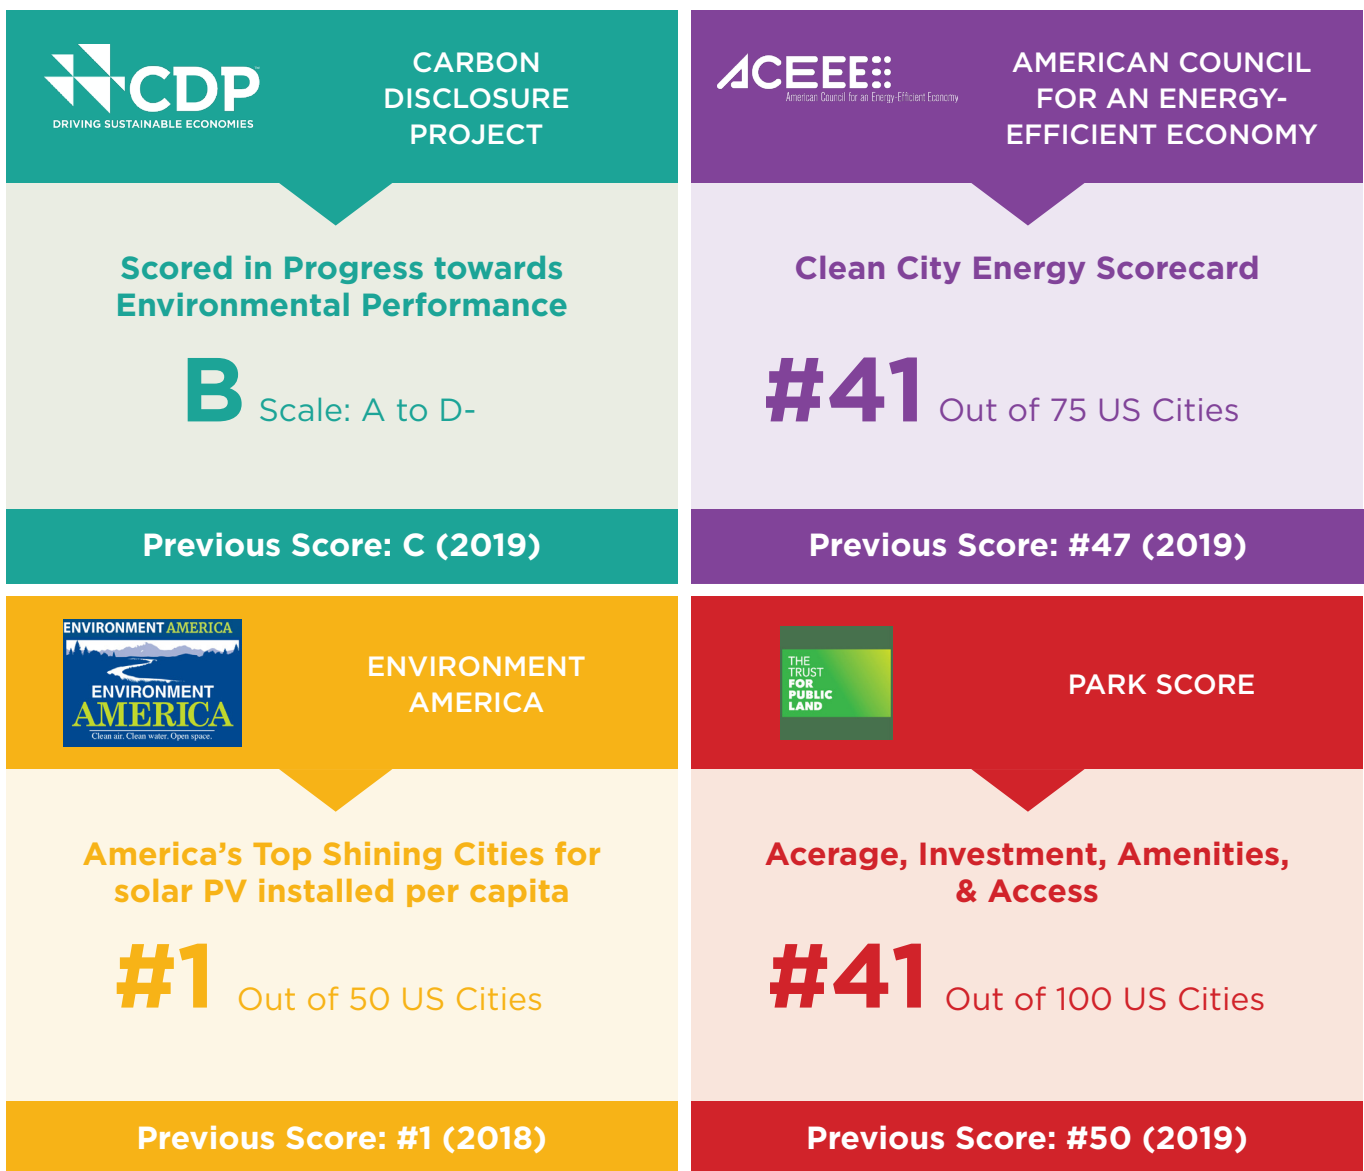 CDP
DRIVING SUSTAINABLE ECONOMIES
CARBON
DISCLOSURE
PROJECT
Scored in Progress towards
Environmental Performance
B Scale: A to D-
Previous Score: C (2019)
ACEEE
American Council for an Energy-Efficient Economy
AMERICAN COUNCIL
FOR AN ENERGY-
EFFICIENT ECONOMY
Clean City Energy Scorecard
#41 Out of 75 US Cities
Previous Score: #47 (2019)
ENVIRONMENT AMERICA
ENVIRONMENT
AMERICA
Clean air. Clean water. Open space.
ENVIRONMENT
AMERICA
America's Top Shining Cities for
solar PV installed per capita
#1 Out of 50 US Cities
Previous Score: #1 (2018)
THE
TRUST
FOR
PUBLIC
LAND
PARK SCORE
Acerage, Investment, Amenities,
& Access
#41 Out of 100 US Cities
Previous Score: #50 (2019)